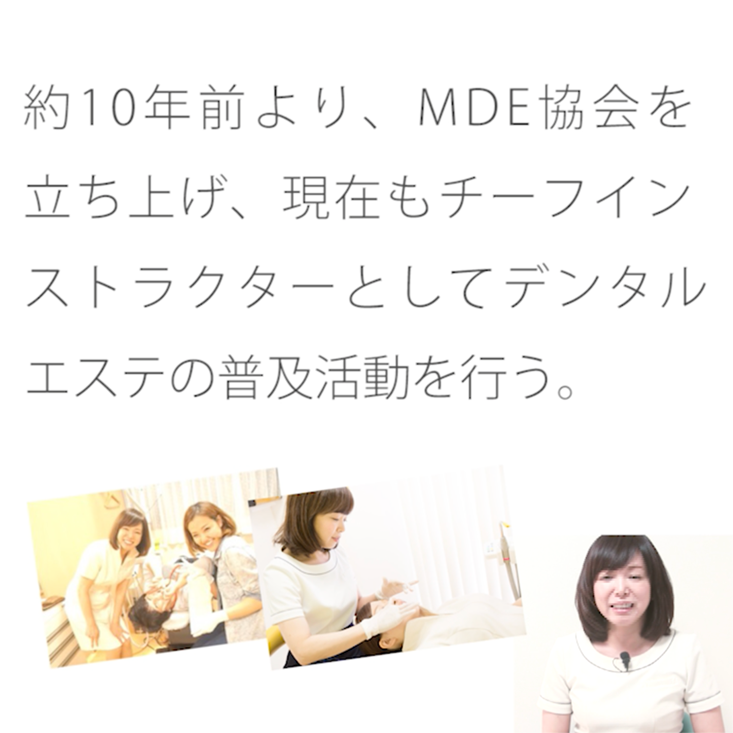 約10年前より、MDE協会を
立ち上げ、現在もチーフイン
ストラクターとしてデンタル
エステの普及活動を行う。